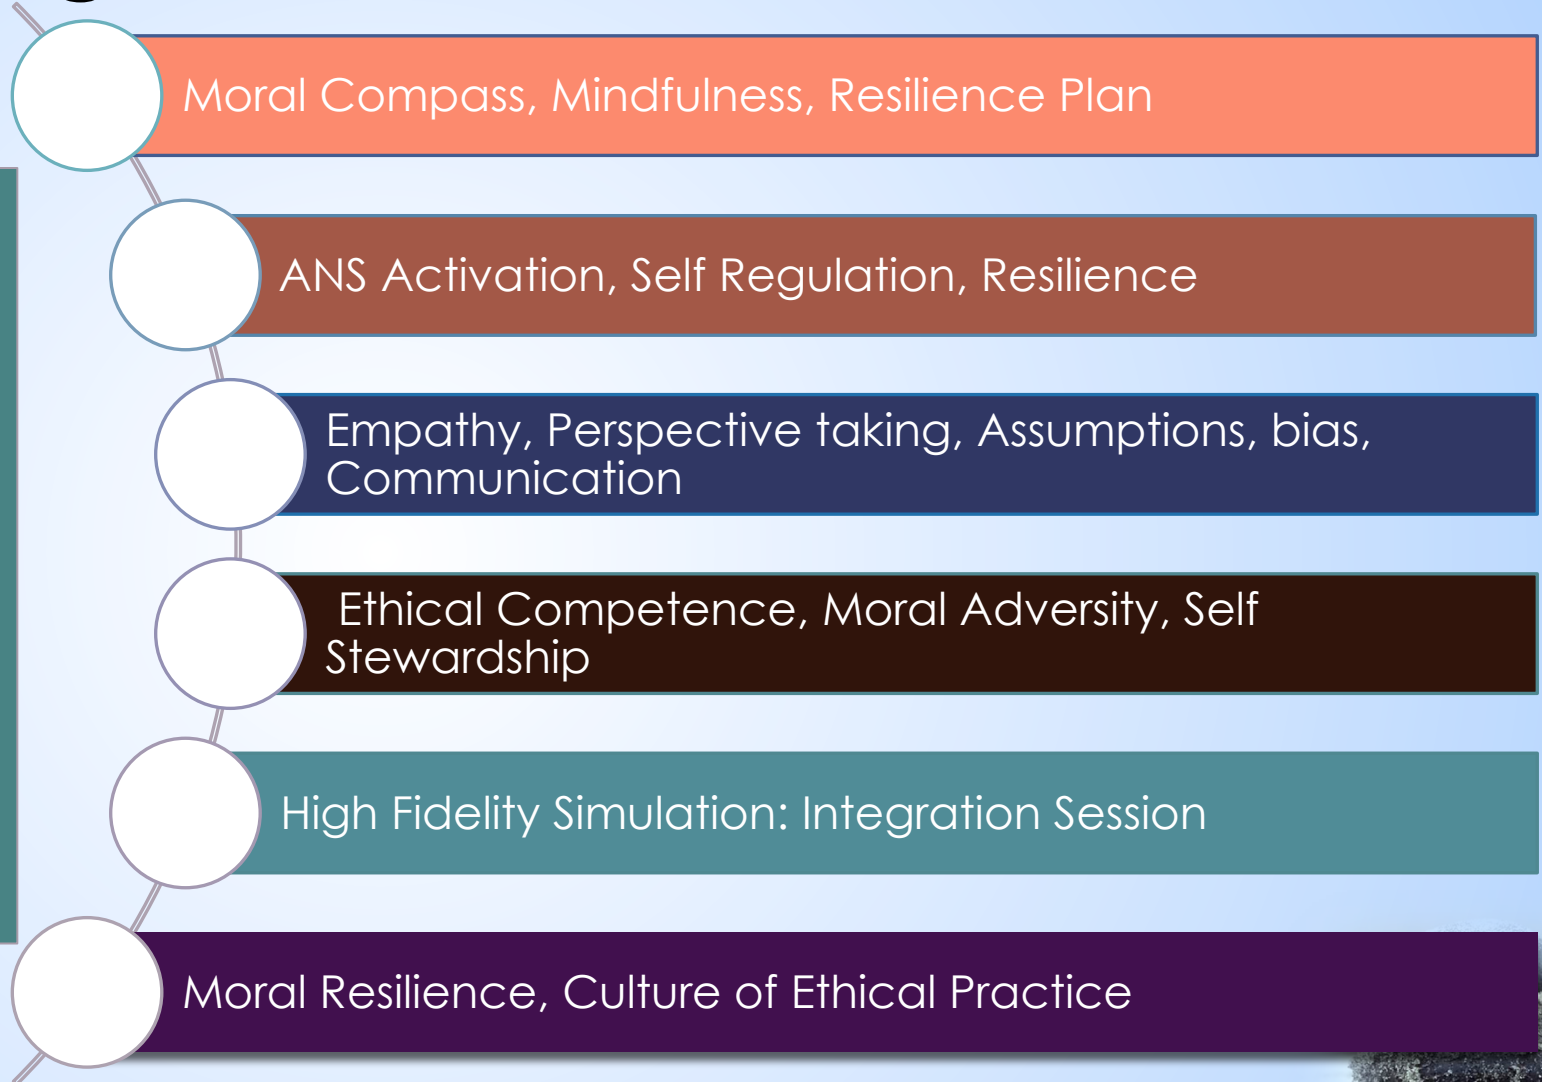 Moral Compass, Mindfulness, Resilience Plan
ANS Activation, Self Regulation, Resilience
Empathy, Perspective taking, Assumptions, bias,
Communication
Ethical Competence, Moral Adversity, Self
Stewardship
High Fidelity Simulation: Integration Session
Moral Resilience, Culture of Ethical Practice